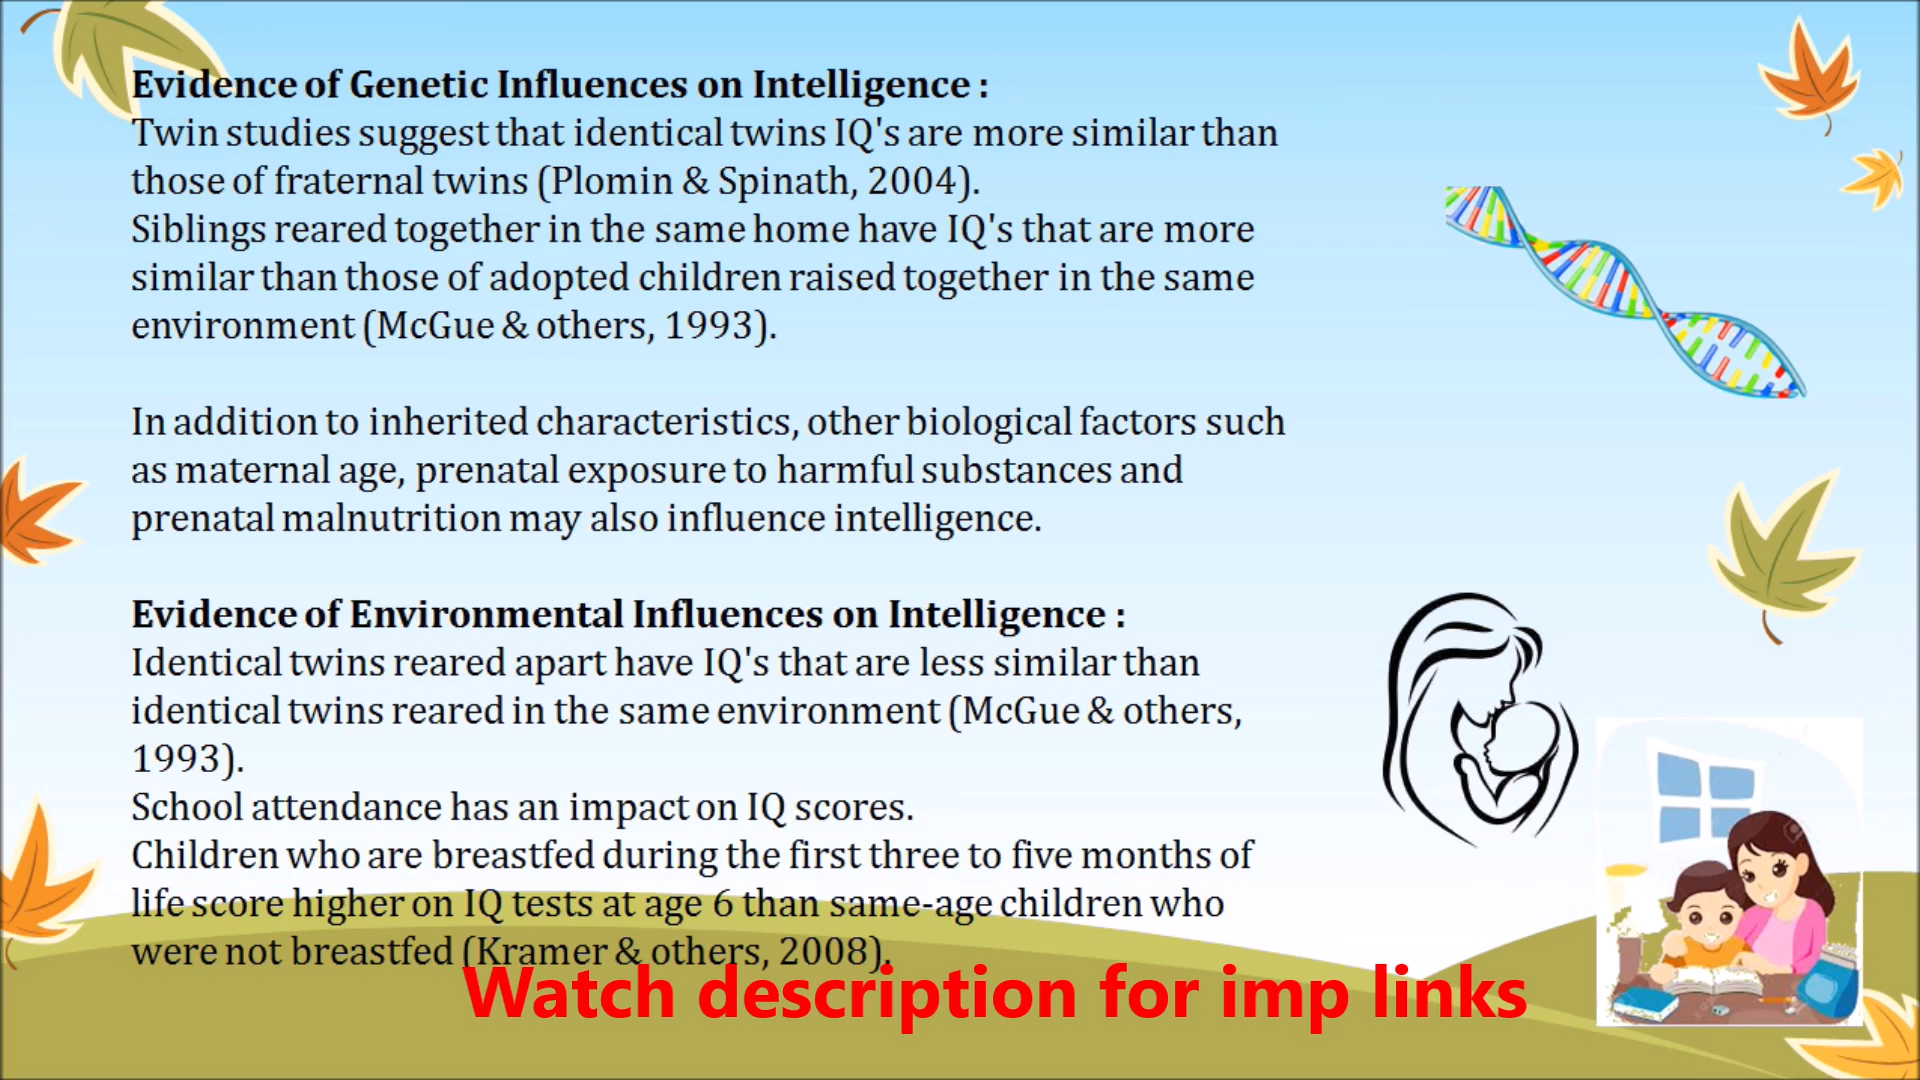 Evidence of Genetic Influences on Intelligence :
Twin studies suggest that identical twins IQ's are more similar than
those of fraternal twins (Plomin & Spinath, 2004).
Siblings reared together in the same home have IQ's that are more
similar than those of adopted children raised together in the same
environment (McGue & others, 1993).
In addition to inherited characteristics, other biological factors such
as maternal age, prenatal exposure to harmful substances and
prenatal malnutrition may also influence intelligence.
Evidence of Environmental Influences on Intelligence :
Identical twins reared apart have IQ's that are less similar than
identical twins reared in the same environment (McGue & others,
1993).
School attendance has an impact on IQ scores.
Children who are breastfed during the first three to five months of
life score higher on IQ tests at age 6 than same-age children who
were not breastfed (Kramer & others, 2008).
Watch description for imp links